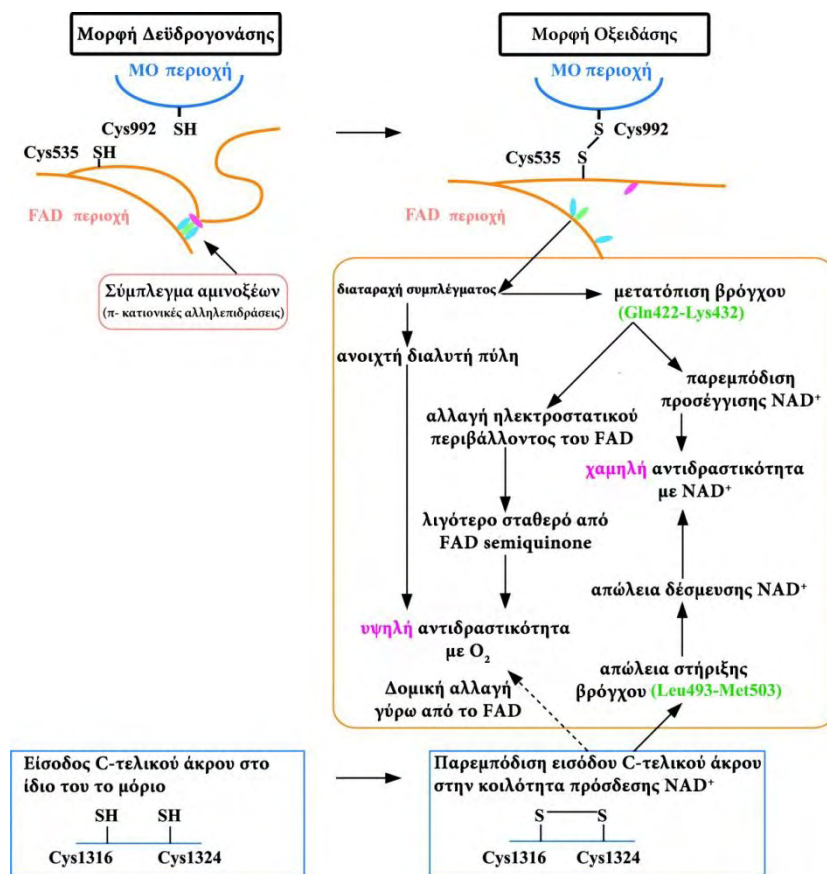 Μορφή Δεϋδρογονάσης
ΜΟ περιοχή
Cys992
SH
Cys535
SH
FAD περιοχή
Σύμπλεγμα αμινοξέων
(π- κατιονικές αλληλεπιδράσεις)
Μορφή Οξειδάσης
ΜΟ περιοχή
S
Cys992
S
Cys535
FAD περιοχή
διαταραχή συμπλέγματος
μετατόπιση βρόγχου
(Gln422-Lys432)
ανοιχτή διαλυτή πύλη
παρεμπόδιση
προσέγγισης NAD⁺
αλλαγή ηλεκτροστατικού
περιβάλλοντος του FAD
χαμηλή αντιδραστικότητα
με NAD⁺
λιγότερο σταθερό από
FAD semiquinone
απώλεια δέσμευσης NAD⁺
υψηλή αντιδραστικότητα
με O₂
απώλεια στήριξης
βρόγχου (Leu493-Met503)
Δομική αλλαγή
γύρω από το FAD
Είσοδος C-τελικού άκρου στο
ίδιο του το μόριο
SH SH
Cys1316 Cys1324
Παρεμπόδιση εισόδου C-τελικού άκρου
στην κοιλότητα πρόσδεσης NAD⁺
S S
Cys1316 Cys1324